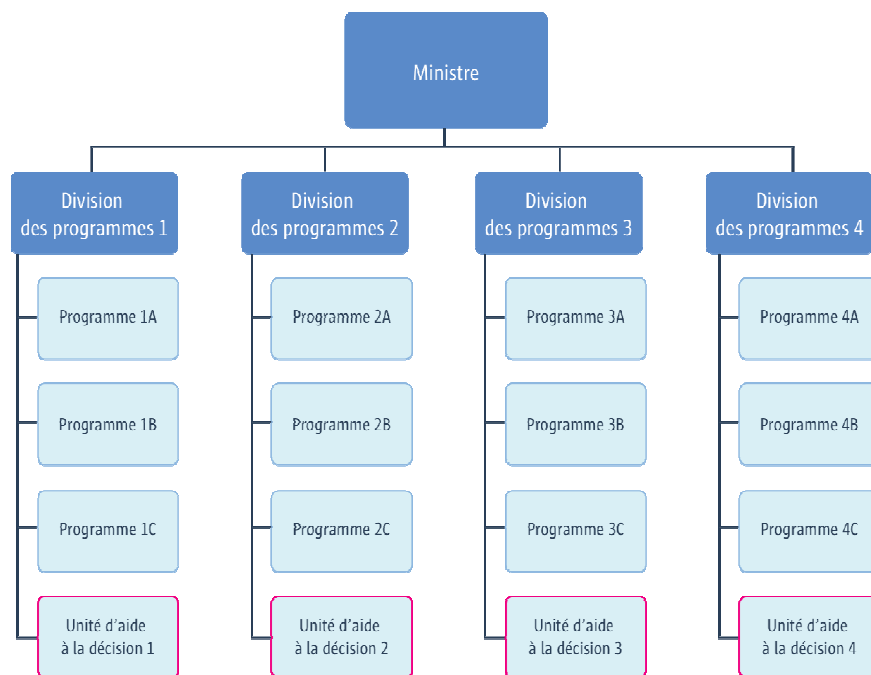 Ministre
Division
des programmes 1
Division
des programmes 2
Division
des programmes 3
Division
des programmes 4
Programme 1A
Programme 2A
Programme 3A
Programme 4A
Programme 1B
Programme 2B
Programme 3B
Programme 4B
Programme 1C
Programme 2C
Programme 3C
Programme 4C
Unité d’aide
à la décision 1
Unité d’aide
à la décision 2
Unité d’aide
à la décision 3
Unité d’aide
à la décision 4